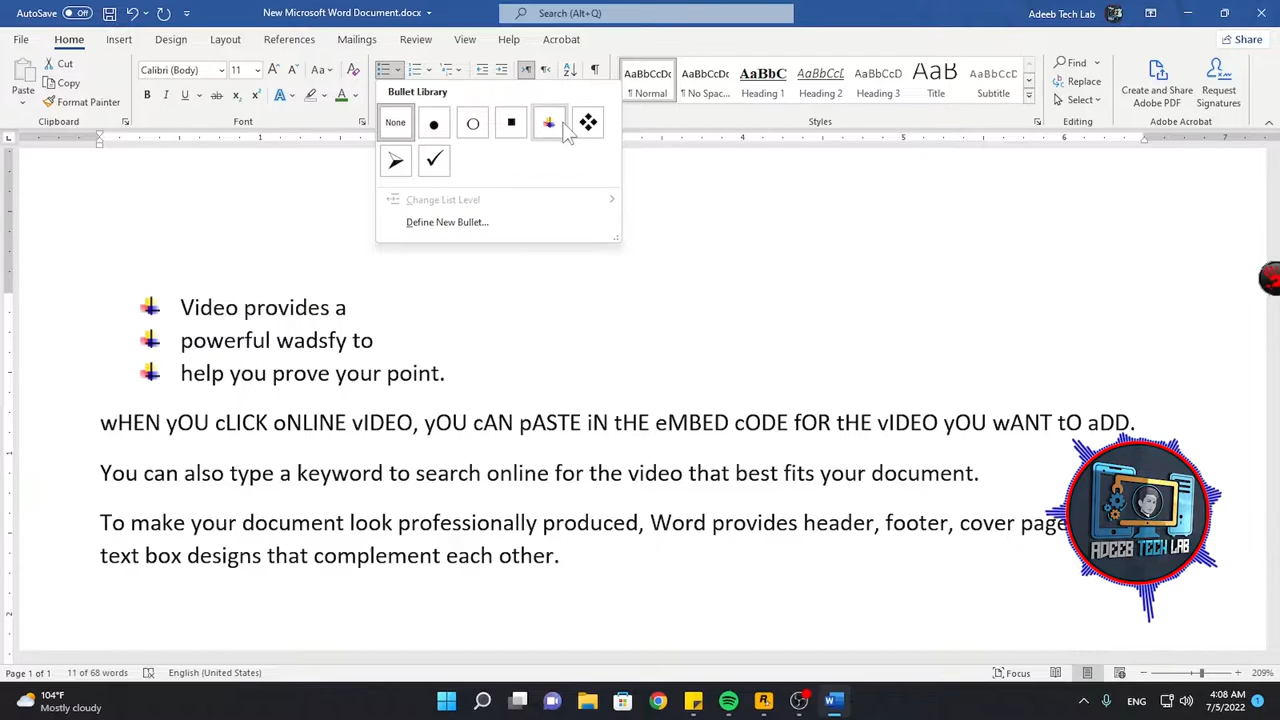 AutoSave Off New Microsoft Word Document.docx Search (Alt+Q) Adeeb Tech Lab
File Home Insert Design Layout References Mailings Review View Help Acrobat Share
Paste Cut Copy Format Painter Clipboard
Calibri (Body) 11 Font
Bullet Library
None
Change List Level
Define New Bullet...
AaBbCcDc AaBbCcDc AaBbC AaBbCcI AaBbCcD AaB AaBbCcD
¶ Normal ¶ No Spac... Heading 1 Heading 2 Heading 3 Title Subtitle
Styles
Find Replace Select Editing
Create and Share Adobe PDF Request Signatures Adobe Acrobat
Video provides a
powerful wadsfy to
help you prove your point.
wHEN yOU cLICK oNLINE vIDEO, yOU cAN pASTE iN tHE eMBED cODE fOR tHE vIDEO yOU wANT tO aDD.
You can also type a keyword to search online for the video that best fits your document.
To make your document look professionally produced, Word provides header, footer, cover page
text box designs that complement each other.
ADEEB TECH LAB
Page 1 of 1 11 of 68 words English (United States) Focus 209%
104°F
Mostly cloudy
ENG
4:08 AM
7/5/2022